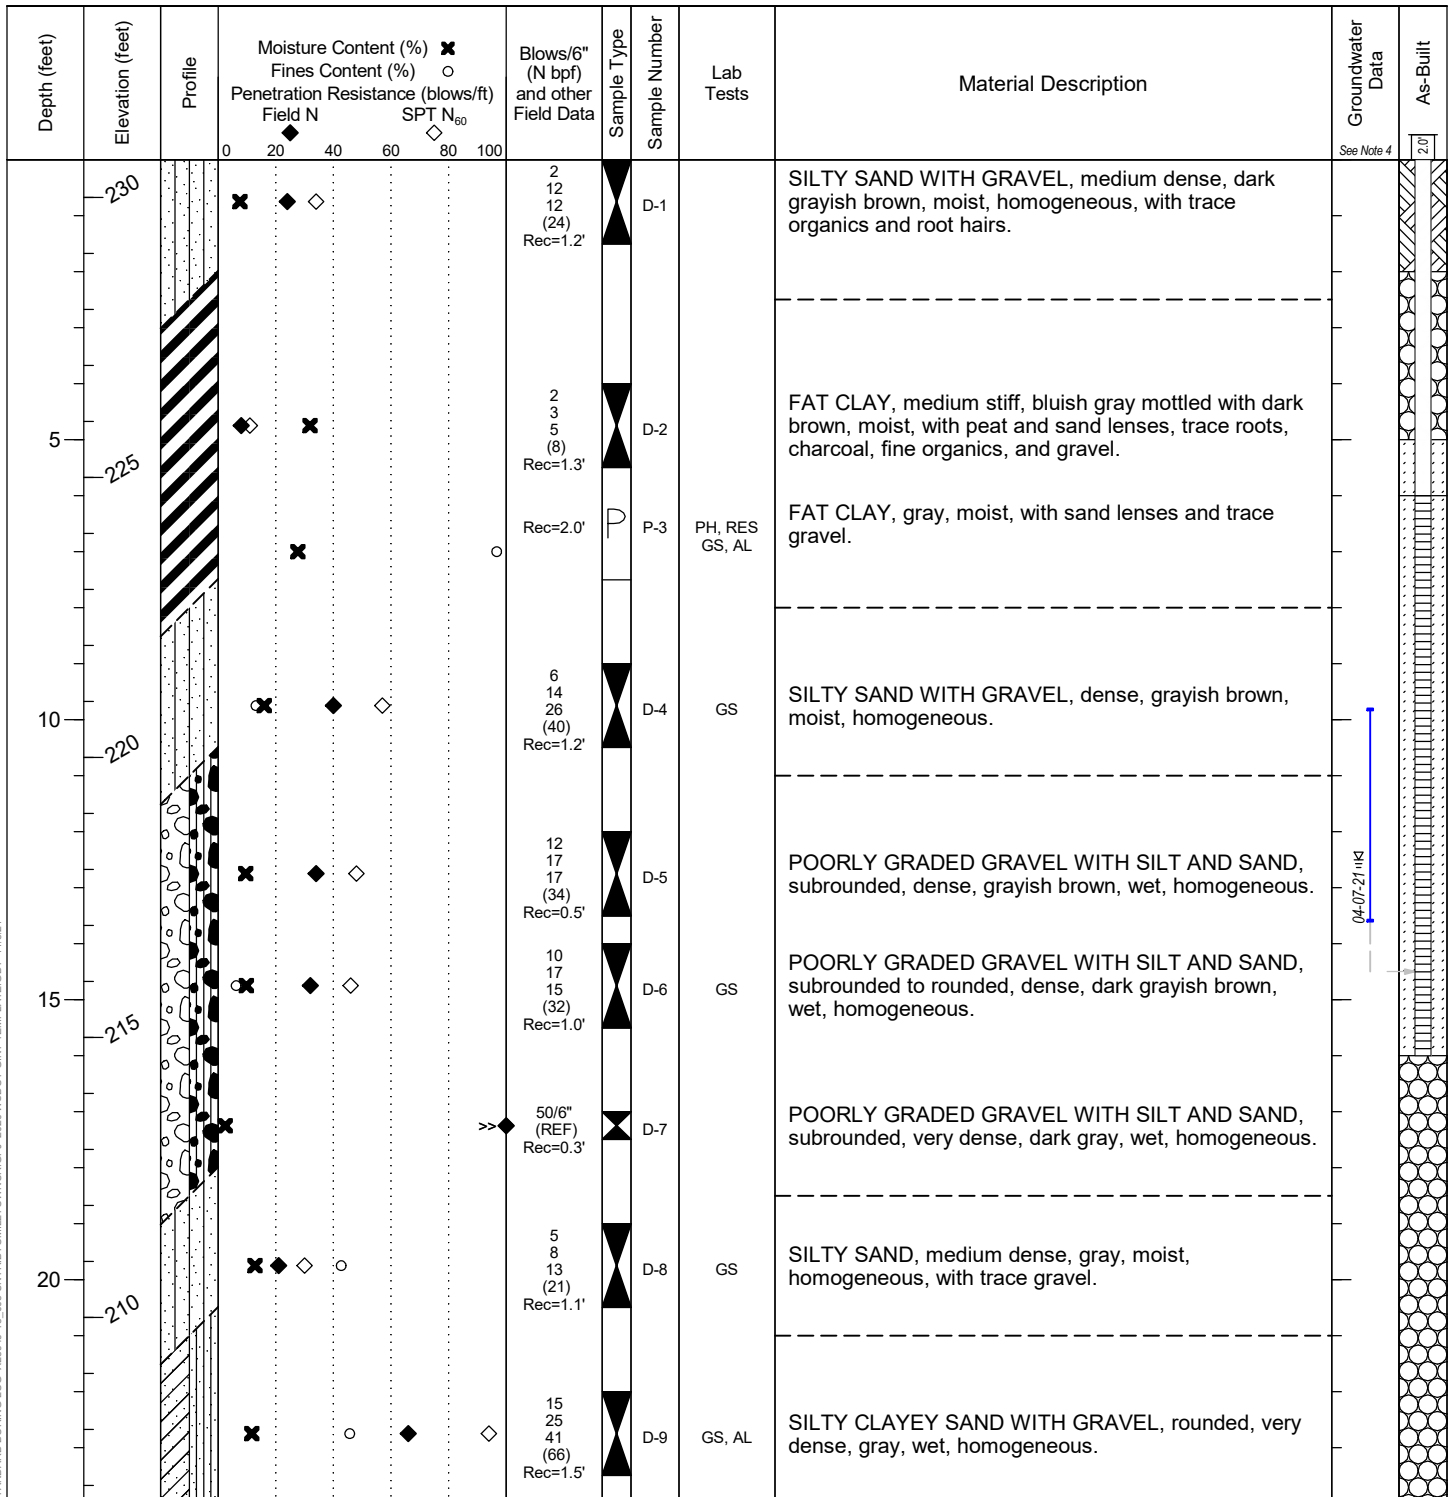 Depth (feet)
Elevation (feet)
Profile
Moisture Content (%)
Fines Content (%)
Penetration Resistance (blows/ft)
Field N SPT N60
0 20 40 60 80 100
Blows/6"
(N bpf)
and other
Field Data
Sample Type
Sample Number
Lab
Tests
Material Description
Groundwater
Data
See Note 4
As-Built
2.0'
230
2
12
12
(24)
Rec=1.2'
D-1
SILTY SAND WITH GRAVEL, medium dense, dark
grayish brown, moist, homogeneous, with trace
organics and root hairs.
5
225
2
3
5
(8)
Rec=1.3'
D-2
FAT CLAY, medium stiff, bluish gray mottled with dark
brown, moist, with peat and sand lenses, trace roots,
charcoal, fine organics, and gravel.
Rec=2.0'
P
P-3
PH, RES
GS, AL
FAT CLAY, gray, moist, with sand lenses and trace
gravel.
10
220
6
14
26
(40)
Rec=1.2'
D-4
GS
SILTY SAND WITH GRAVEL, dense, grayish brown,
moist, homogeneous.
12
17
17
(34)
Rec=0.5'
D-5
POORLY GRADED GRAVEL WITH SILT AND SAND,
subrounded, dense, grayish brown, wet, homogeneous.
04-07-21
15
215
10
17
15
(32)
Rec=1.0'
D-6
GS
POORLY GRADED GRAVEL WITH SILT AND SAND,
subrounded to rounded, dense, dark grayish brown,
wet, homogeneous.
>>
50/6"
(REF)
Rec=0.3'
D-7
POORLY GRADED GRAVEL WITH SILT AND SAND,
subrounded, very dense, dark gray, wet, homogeneous.
20
210
5
8
13
(21)
Rec=1.1'
D-8
GS
SILTY SAND, medium dense, gray, moist,
homogeneous, with trace gravel.
15
25
41
(66)
Rec=1.5'
D-9
GS, AL
SILTY CLAYEY SAND WITH GRAVEL, rounded, very
dense, gray, wet, homogeneous.